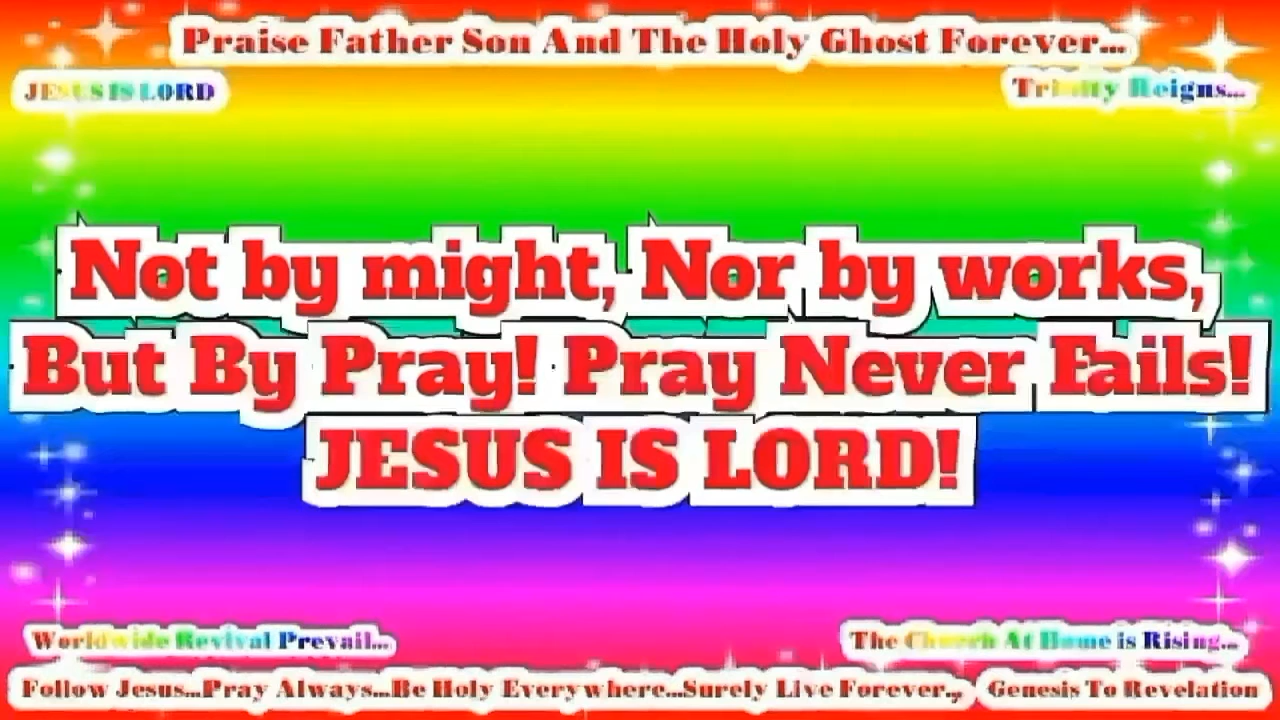 Praise Father Son And The Holy Ghost Forever...
JESUS IS LORD
Trinity Reigns...
Not by might, Nor by works,
But By Pray! Pray Never Fails!
JESUS IS LORD!
Worldwide Revival Prevail...
The Church At Home is Rising...
Follow Jesus...Pray Always...Be Holy Everywhere...Surely Live Forever..,
Genesis To Revelation